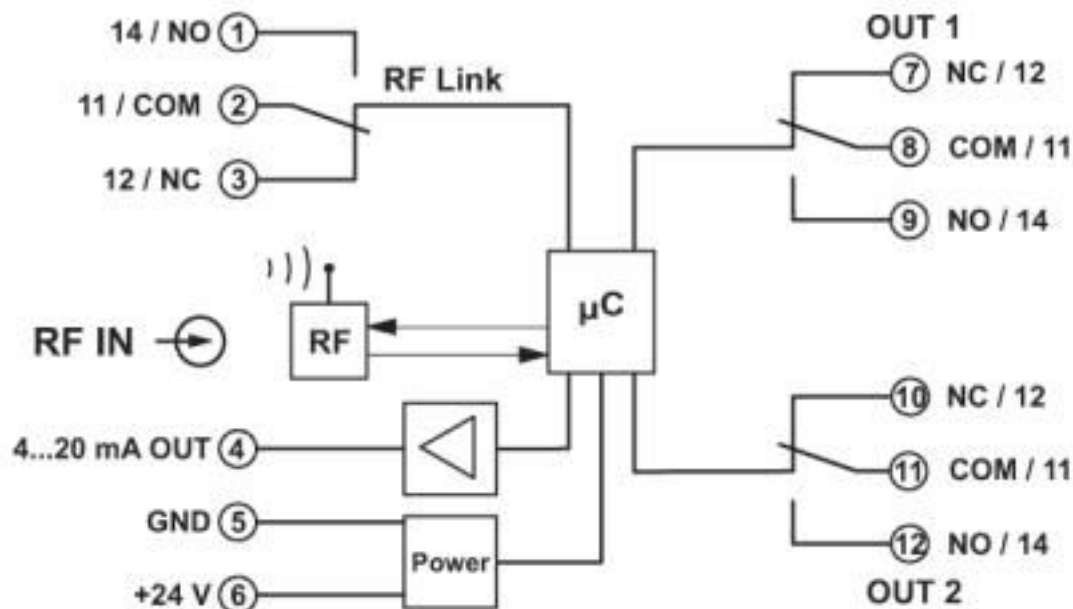 14 / NO 1
11 / COM 2
12 / NC 3
RF Link
OUT 1
7 NC / 12
8 COM / 11
9 NO / 14
µC
RF IN
RF
4...20 mA OUT 4
GND 5
+24 V 6
Power
10 NC / 12
11 COM / 11
12 NO / 14
OUT 2